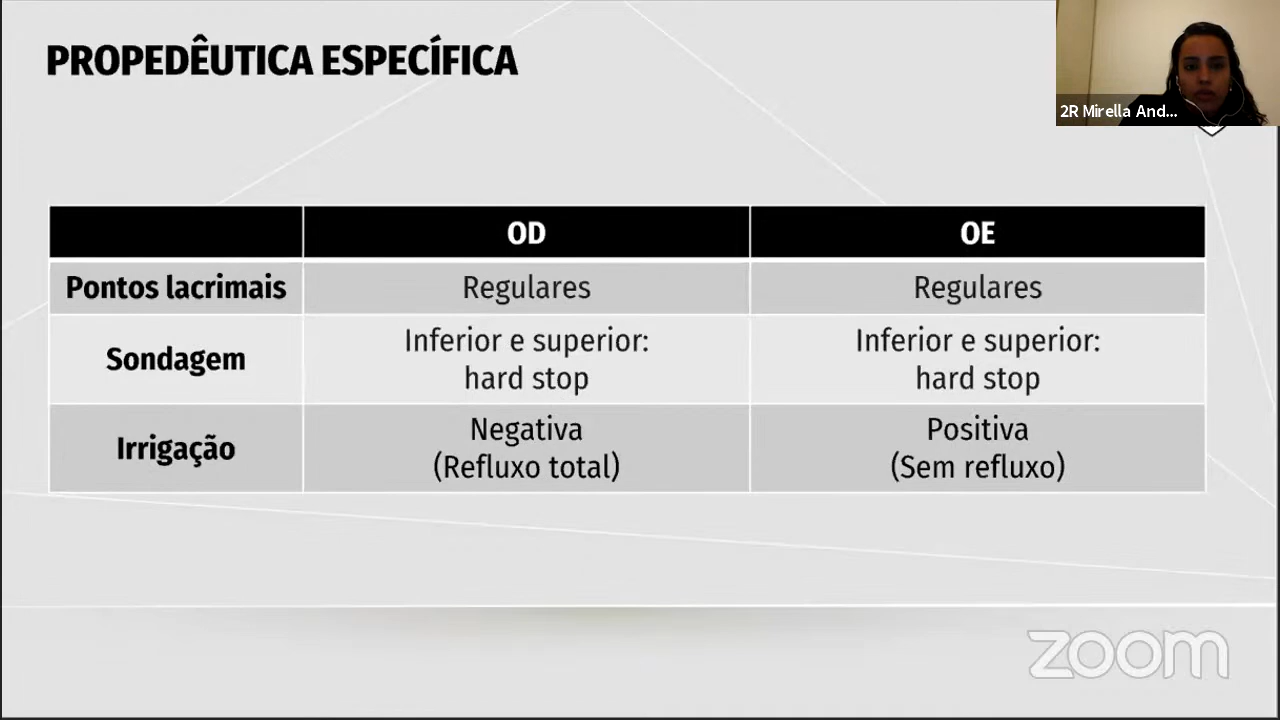 PROPEDÊUTICA ESPECÍFICA
2R Mirella And...
OD OE
Pontos lacrimais Regulares Regulares
Sondagem Inferior e superior: hard stop Inferior e superior: hard stop
Irrigação Negativa (Refluxo total) Positiva (Sem refluxo)
zoom